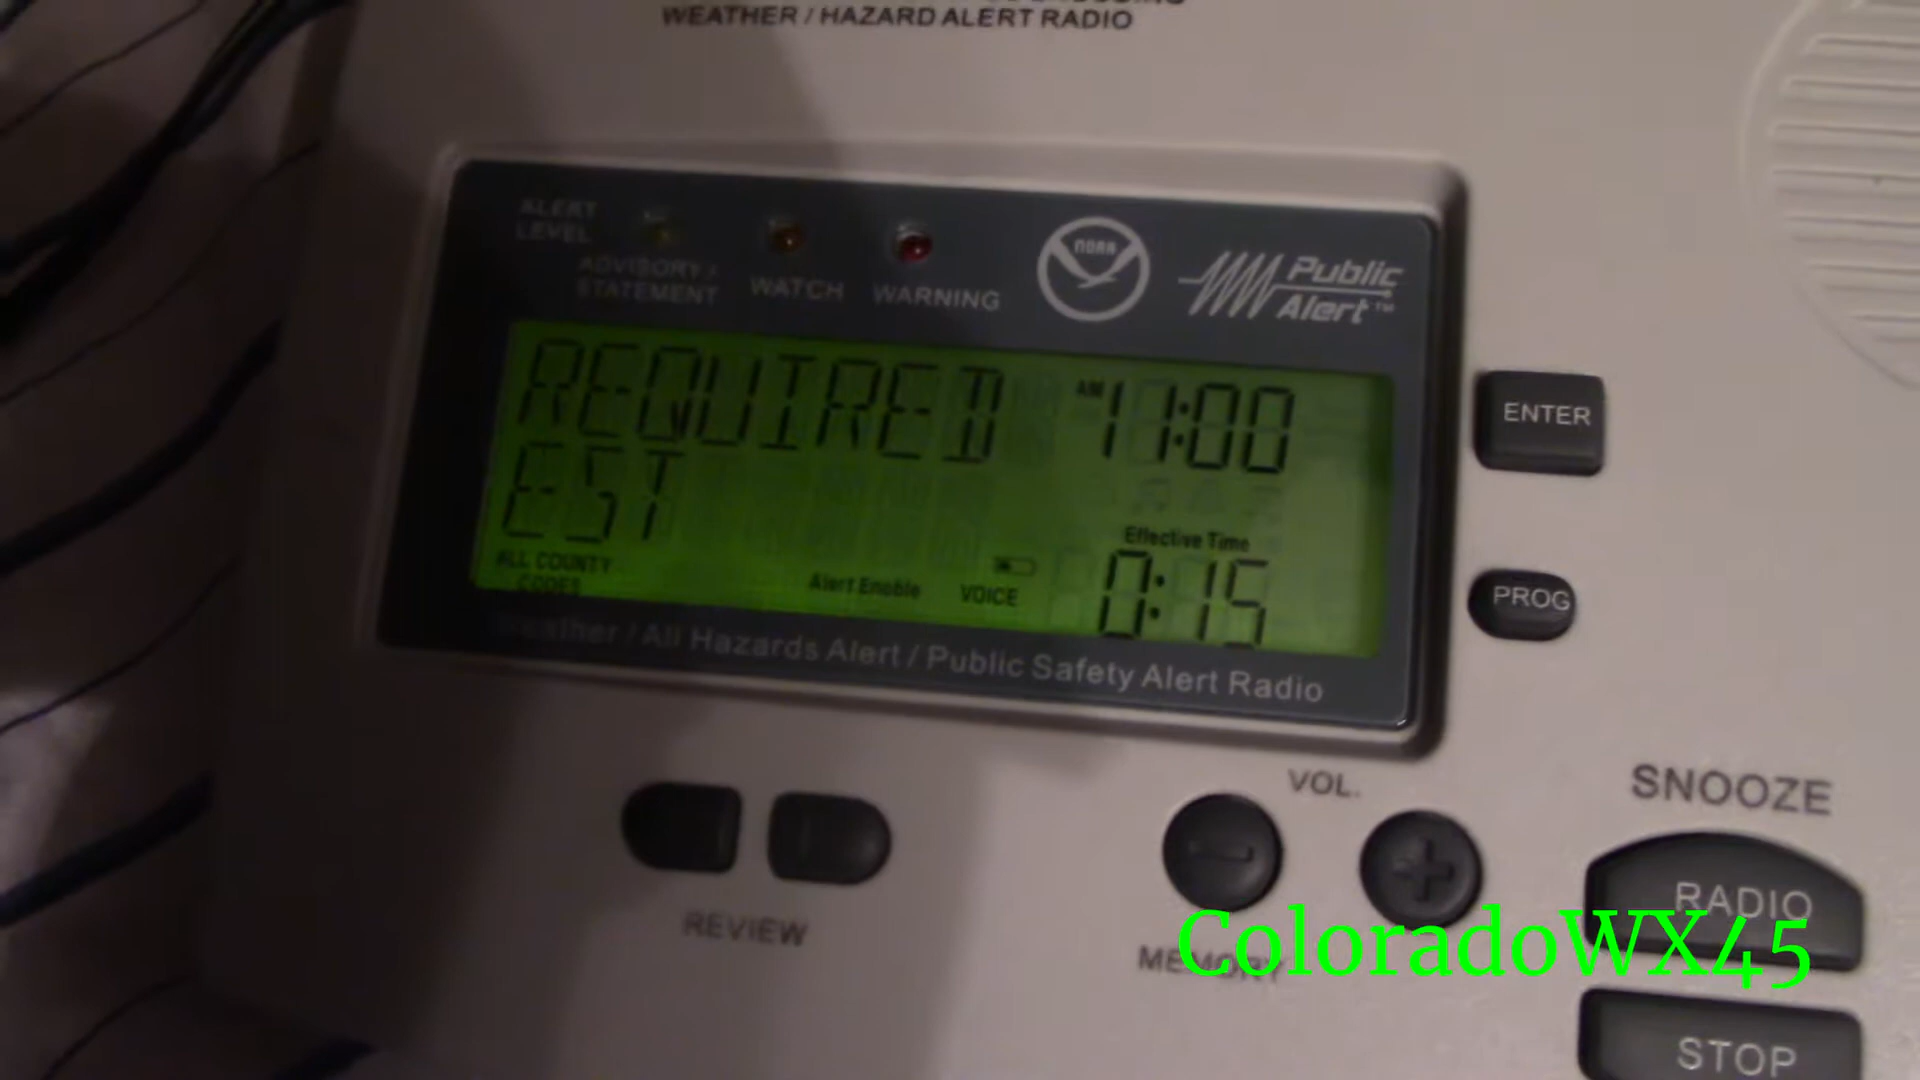 WEATHER / HAZARD ALERT RADIO
ALERT
LEVEL
ADVISORY /
STATEMENT
WATCH
WARNING
NOAA
Public
Alert™
REQUIRED
AM 11:00
EST
Effective Time
0:15
ALL COUNTY
CODES
Alert Enable
VOICE
Weather / All Hazards Alert / Public Safety Alert Radio
ENTER
PROG
VOL.
SNOOZE
REVIEW
MEMORY
RADIO
STOP
ColoradoWX45